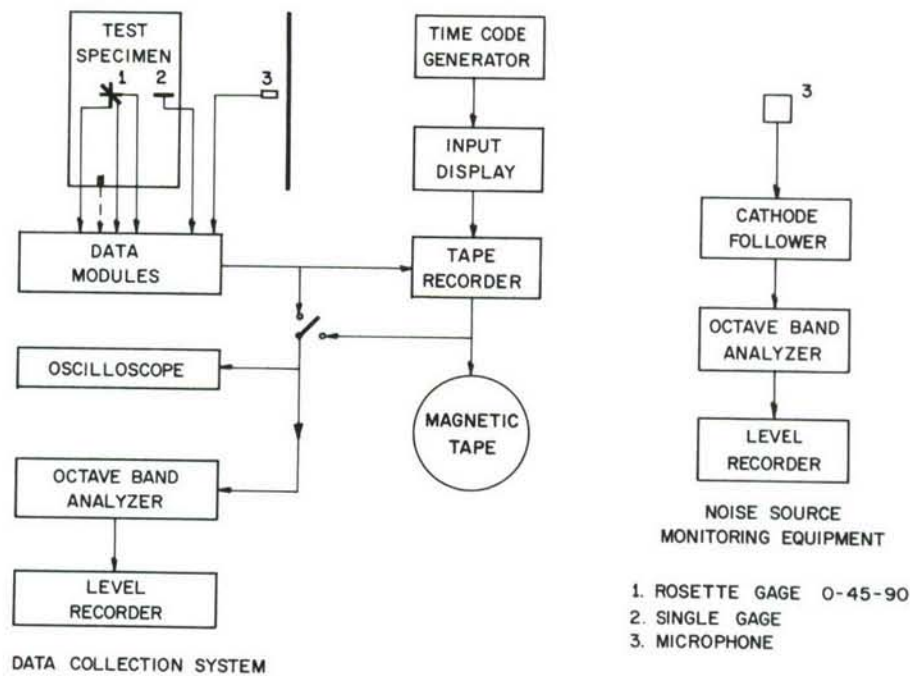 TEST
SPECIMEN
1
2
3
DATA
MODULES
OSCILLOSCOPE
OCTAVE BAND
ANALYZER
LEVEL
RECORDER
DATA COLLECTION SYSTEM
TIME CODE
GENERATOR
INPUT
DISPLAY
TAPE
RECORDER
MAGNETIC
TAPE
3
CATHODE
FOLLOWER
OCTAVE BAND
ANALYZER
LEVEL
RECORDER
NOISE SOURCE
MONITORING EQUIPMENT
1. ROSETTE GAGE 0-45-90
2. SINGLE GAGE
3. MICROPHONE